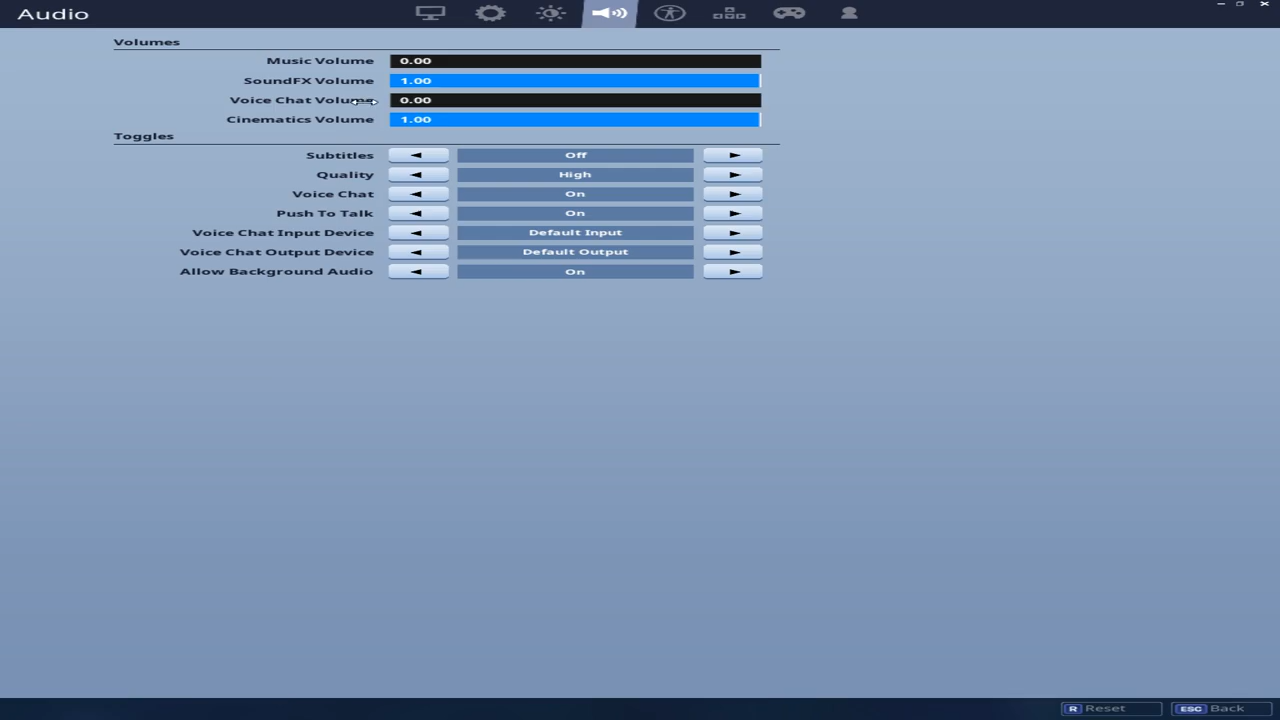 Audio
Volumes
Music Volume 0.00
SoundFX Volume 1.00
Voice Chat Volume 0.00
Cinematics Volume 1.00
Toggles
Subtitles Off
Quality High
Voice Chat On
Push To Talk On
Voice Chat Input Device Default Input
Voice Chat Output Device Default Output
Allow Background Audio On
R Reset ESC Back